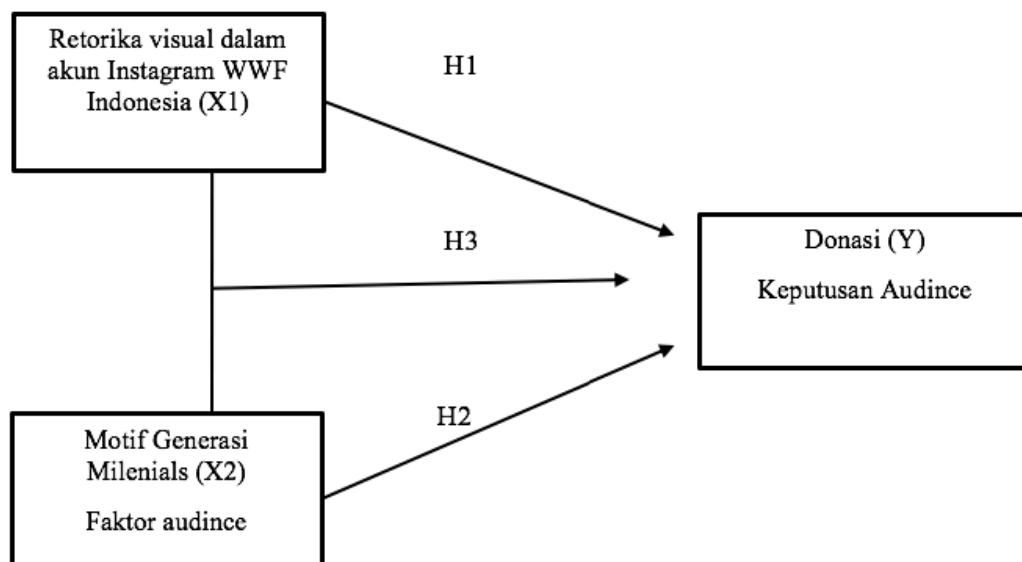 Retorika visual dalam
akun Instagram WWF
Indonesia (X1)
H1
H3
Donasi (Y)
Keputusan Audince
H2
Motif Generasi
Milenials (X2)
Faktor audince